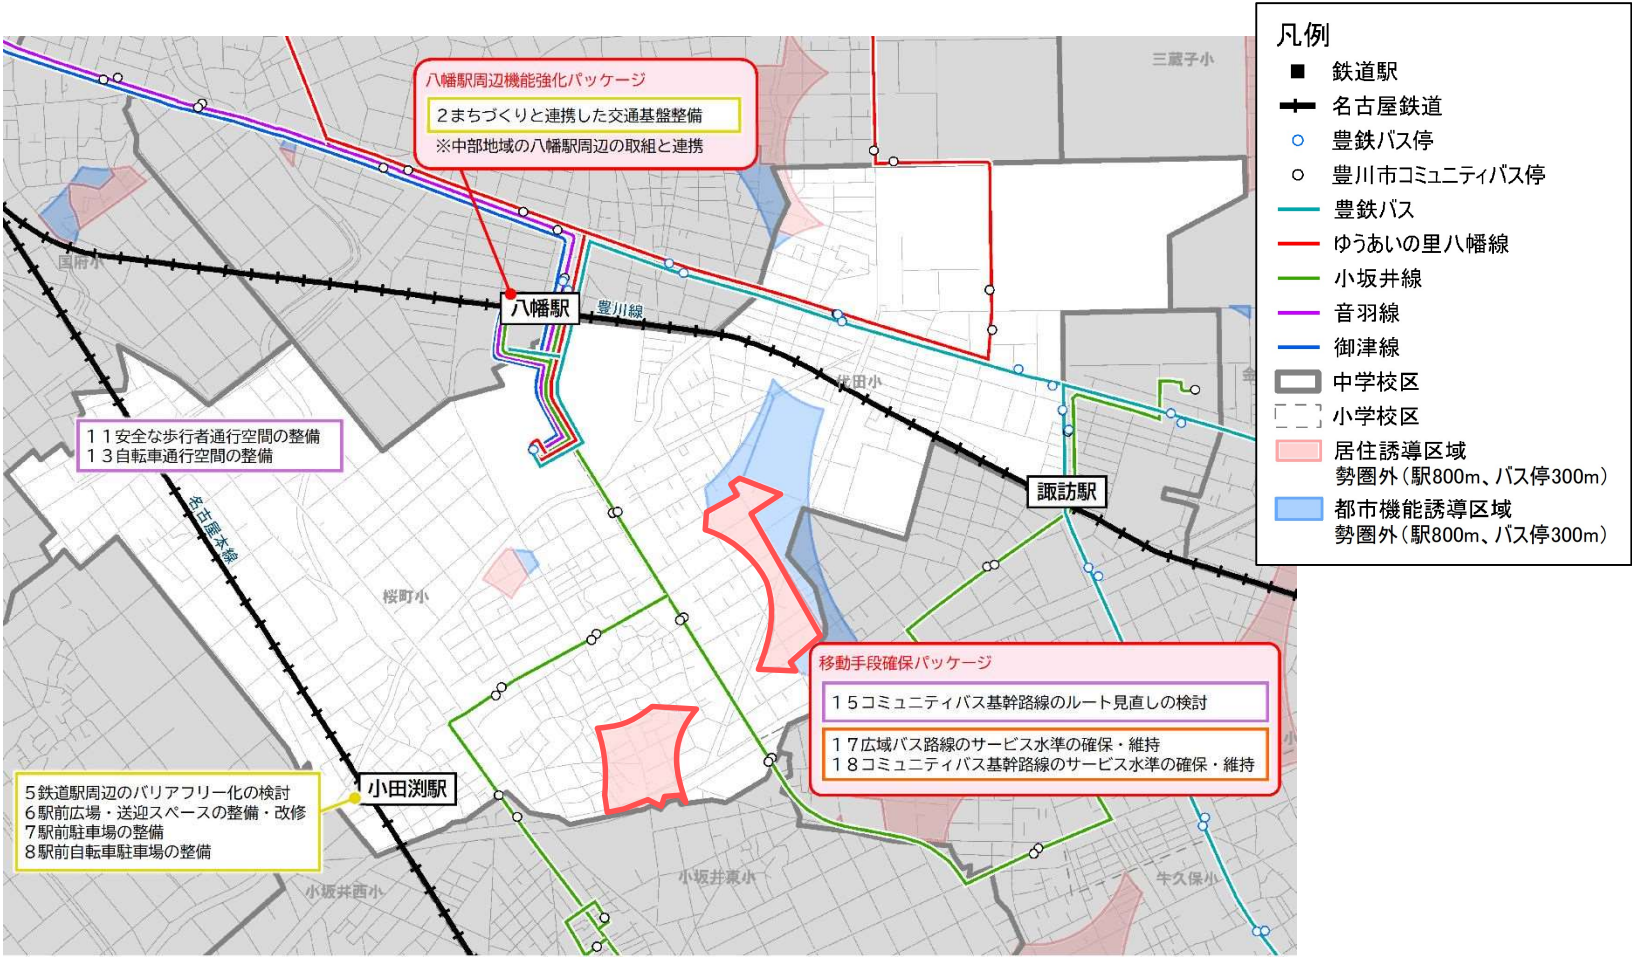 凡例
鉄道駅
名古屋鉄道
豊鉄バス停
豊川市コミュニティバス停
豊鉄バス
ゆうあいの里八幡線
小坂井線
音羽線
御津線
中学校区
小学校区
居住誘導区域
勢圏外（駅800m、バス停300m）
都市機能誘導区域
勢圏外（駅800m、バス停300m）
三蔵子小
八幡駅周辺機能強化パッケージ
２まちづくりと連携した交通基盤整備
※中部地域の八幡駅周辺の取組と連携
国府小
八幡駅
豊川線
代田小
金
１１安全な歩行者通行空間の整備
１３自転車通行空間の整備
諏訪駅
名古屋本線
桜町小
移動手段確保パッケージ
１５コミュニティバス基幹路線のルート見直しの検討
１７広域バス路線のサービス水準の確保・維持
１８コミュニティバス基幹路線のサービス水準の確保・維持
小
小田渕駅
５鉄道駅周辺のバリアフリー化の検討
６駅前広場・送迎スペースの整備・改修
７駅前駐車場の整備
８駅前自転車駐車場の整備
小坂井西小
小坂井東小
牛久保小